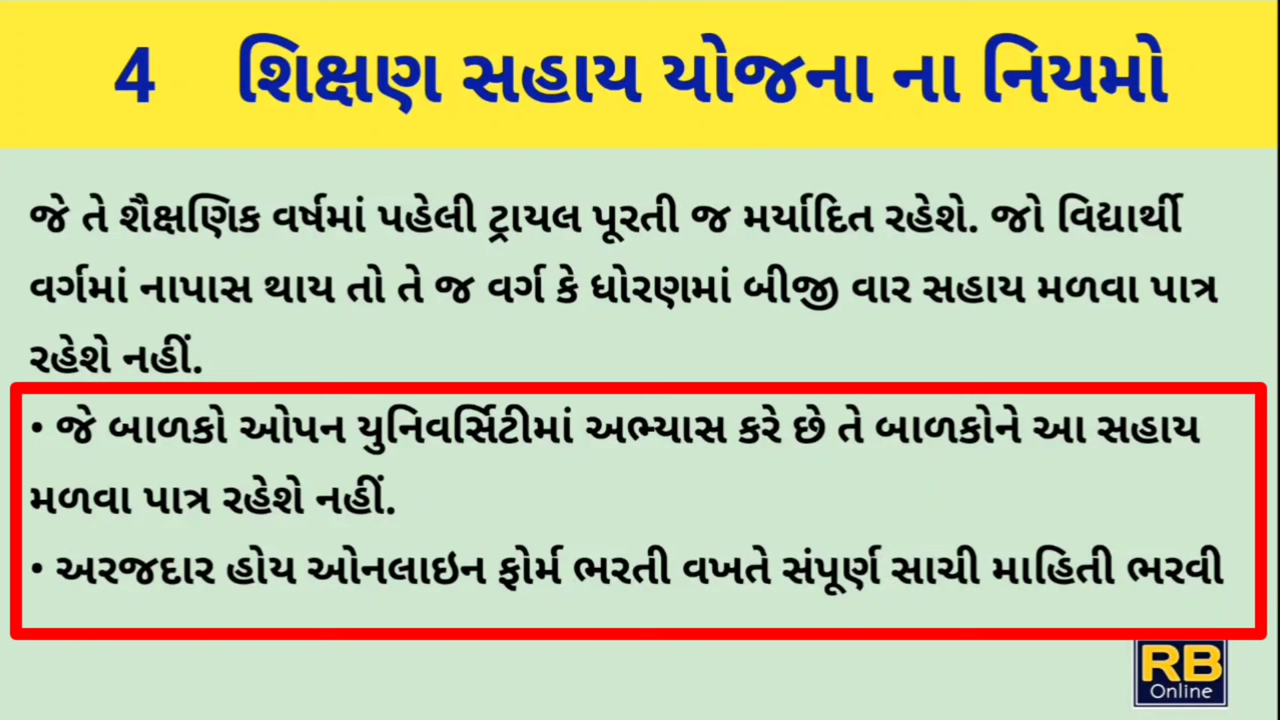 4 શિક્ષણ સહાય યોજના ના નિયમો
જે તે શૈક્ષણિક વર્ષમાં પહેલી ટ્રાયલ પૂરતી જ મર્યાદિત રહેશે. જો વિદ્યાર્થી
વર્ગમાં નાપાસ થાય તો તે જ વર્ગ કે ધોરણમાં બીજી વાર સહાય મળવા પાત્ર
રહેશે નહીં.
• જે બાળકો ઓપન યુનિવર્સિટીમાં અભ્યાસ કરે છે તે બાળકોને આ સહાય
મળવા પાત્ર રહેશે નહીં.
• અરજદાર હોય ઓનલાઇન ફોર્મ ભરતી વખતે સંપૂર્ણ સાચી માહિતી ભરવી
RB
Online